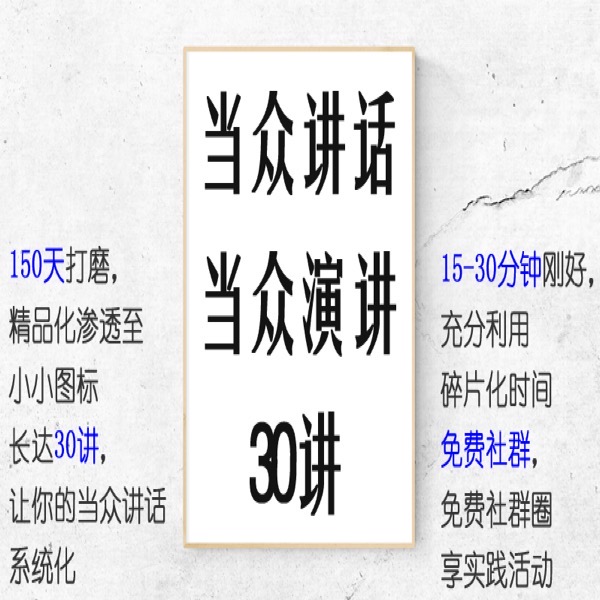 当众讲话
当众演讲
30讲
150天打磨,
精品化渗透至
小小图标
长达30讲,
让你的当众讲话
系统化
15-30分钟刚好,
充分利用
碎片化时间
免费社群,
免费社群圈
享实践活动